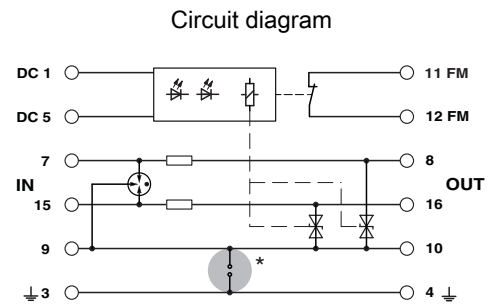 Circuit diagram
DC 1
11 FM
DC 5
12 FM
7
8
IN
OUT
15
16
9
10
*
3
4